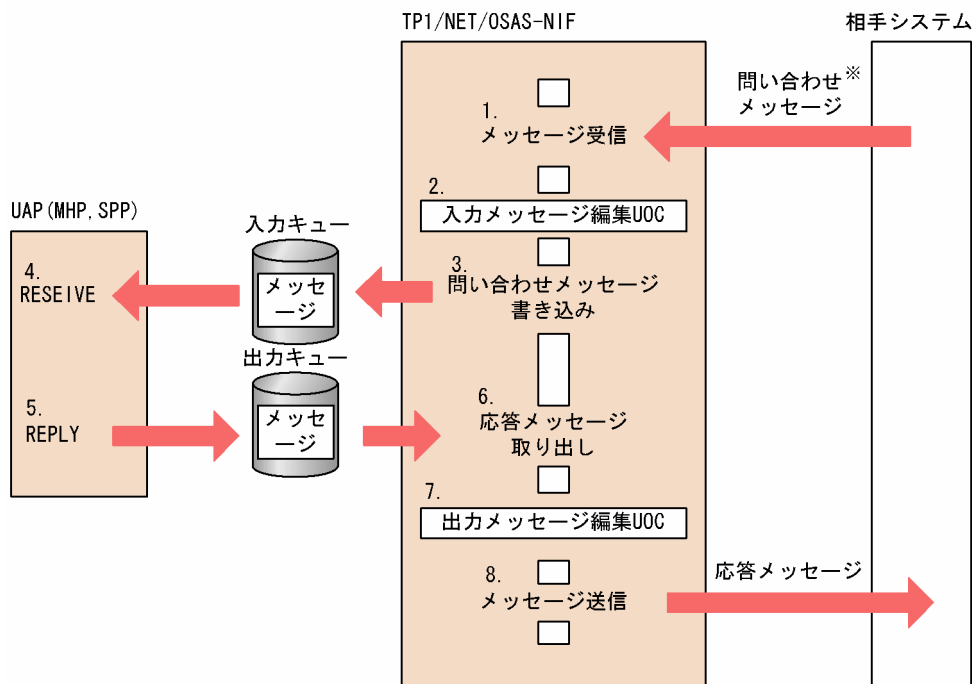 TP1/NET/OSAS-NIF
相手システム
問い合わせ※
メッセージ
1.
メッセージ受信
2.
入力メッセージ編集UOC
UAP(MHP,SPP)
入力キュー
3.
問い合わせメッセージ
書き込み
4.
RESEIVE
メッセ
ージ
出力キュー
5.
REPLY
メッセ
ージ
6.
応答メッセージ
取り出し
7.
出力メッセージ編集UOC
8.
メッセージ送信
応答メッセージ